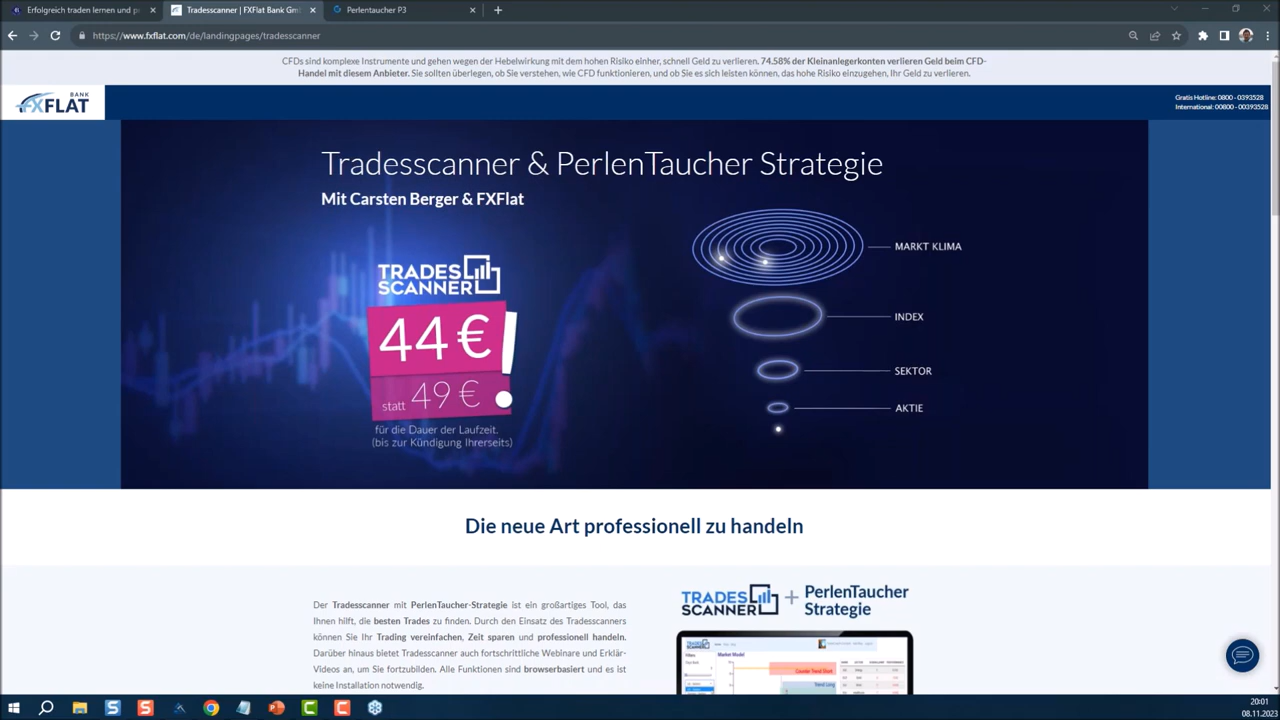 Erfolgreich traden lernen und p
Tradesscanner | FXFlat Bank Gm
Perlentaucher P3
https://www.fxflat.com/de/landingpages/tradesscanner
CFDs sind komplexe Instrumente und gehen wegen der Hebelwirkung mit dem hohen Risiko einher, schnell Geld zu verlieren. 74.58% der Kleinanlegerkonten verlieren Geld beim CFD-
Handel mit diesem Anbieter. Sie sollten überlegen, ob Sie verstehen, wie CFD funktionieren, und ob Sie es sich leisten können, das hohe Risiko einzugehen, Ihr Geld zu verlieren.
FXFLAT BANK
Gratis Hotline: 0800 - 0393528
International: 00800 - 00393528
Tradesscanner & PerlenTaucher Strategie
Mit Carsten Berger & FXFlat
TRADES
SCANNER
44 €!
statt 49 €
für die Dauer der Laufzeit.
(bis zur Kündigung Ihrerseits)
MARKT KLIMA
INDEX
SEKTOR
AKTIE
Die neue Art professionell zu handeln
Der Tradesscanner mit PerlenTaucher-Strategie ist ein großartiges Tool, das
Ihnen hilft, die besten Trades zu finden. Durch den Einsatz des Tradesscanners
können Sie Ihr Trading vereinfachen, Zeit sparen und professionell handeln.
Darüber hinaus bietet Tradesscanner auch fortschrittliche Webinare und Erklär-
Videos an, um Sie fortzubilden. Alle Funktionen sind browserbasiert und es ist
keine Installation notwendig.
TRADES
SCANNER
+
PerlenTaucher
Strategie
Market Model
Counter Trend Short
Trend Long
20:01
08.11.2023